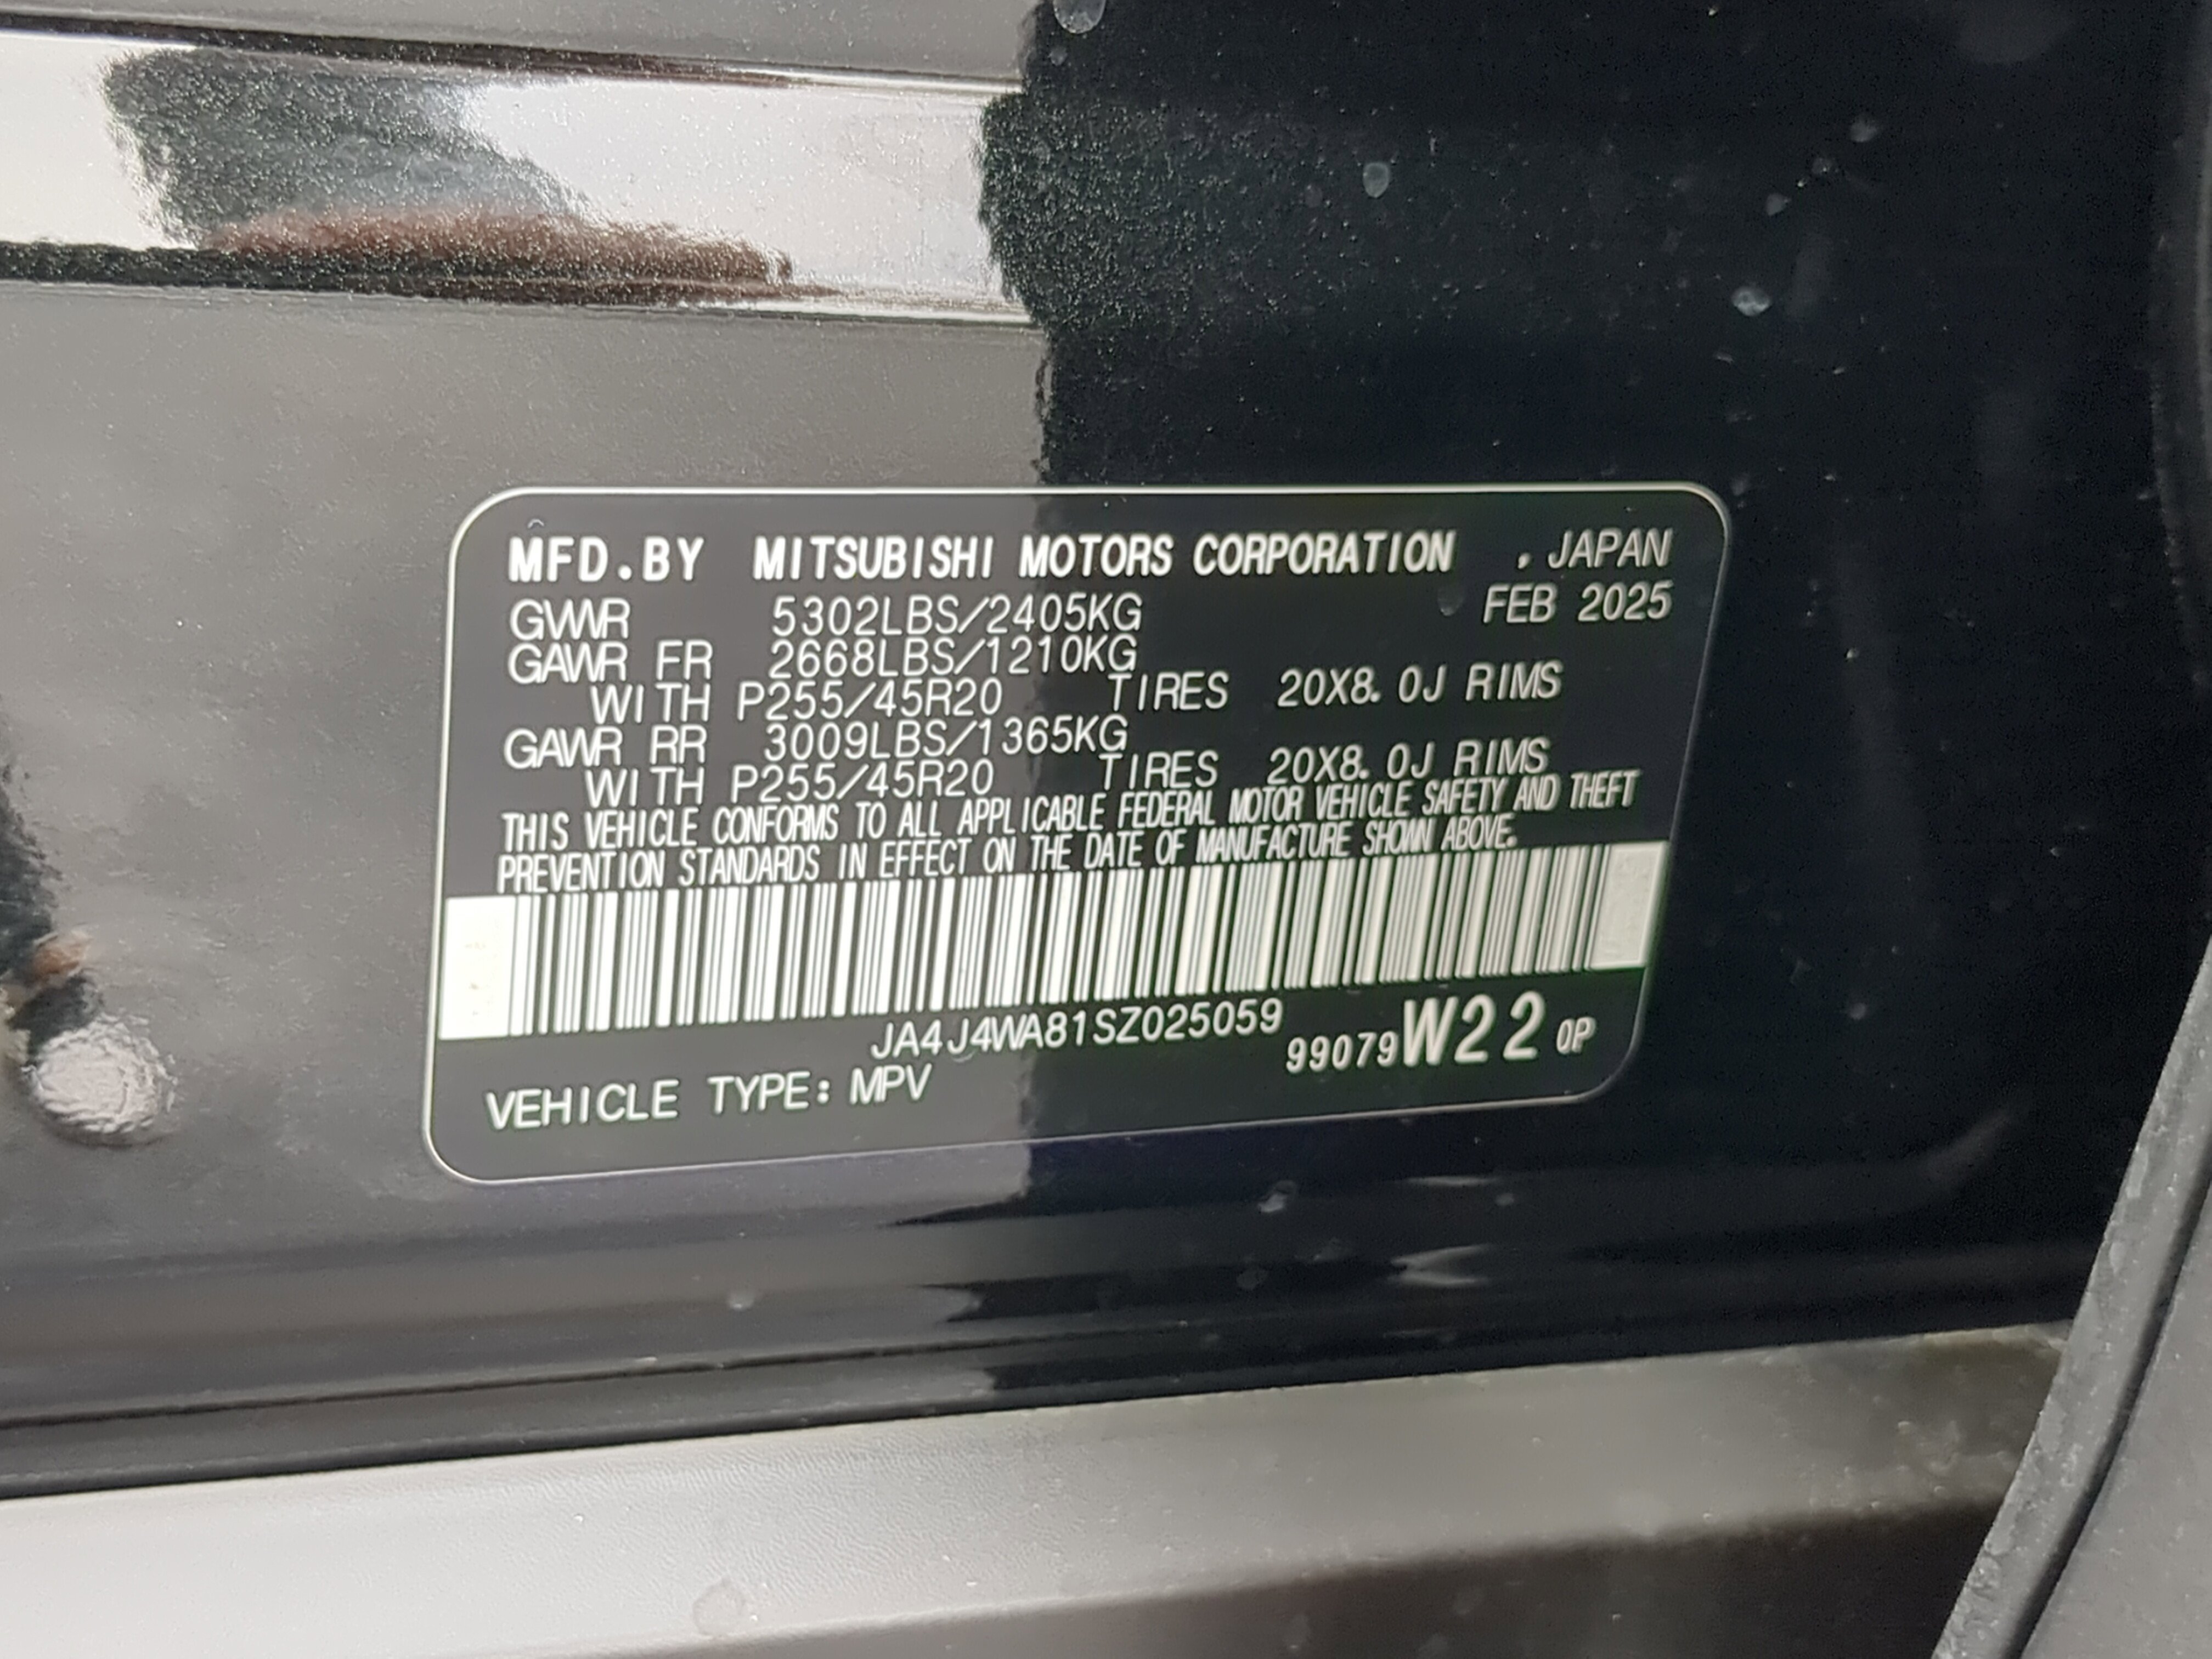 MFD.BY MITSUBISHI MOTORS CORPORATION , JAPAN
FEB 2025
GVWR 5302LBS/2405KG
GAWR FR 2668LBS/1210KG
WITH P255/45R20 TIRES 20X8.0J RIMS
GAWR RR 3009LBS/1365KG
WITH P255/45R20 TIRES 20X8.0J RIMS
THIS VEHICLE CONFORMS TO ALL APPLICABLE FEDERAL MOTOR VEHICLE SAFETY AND THEFT
PREVENTION STANDARDS IN EFFECT ON THE DATE OF MANUFACTURE SHOWN ABOVE.
JA4J4WA81SZ025059
99079W22 0P
VEHICLE TYPE: MPV